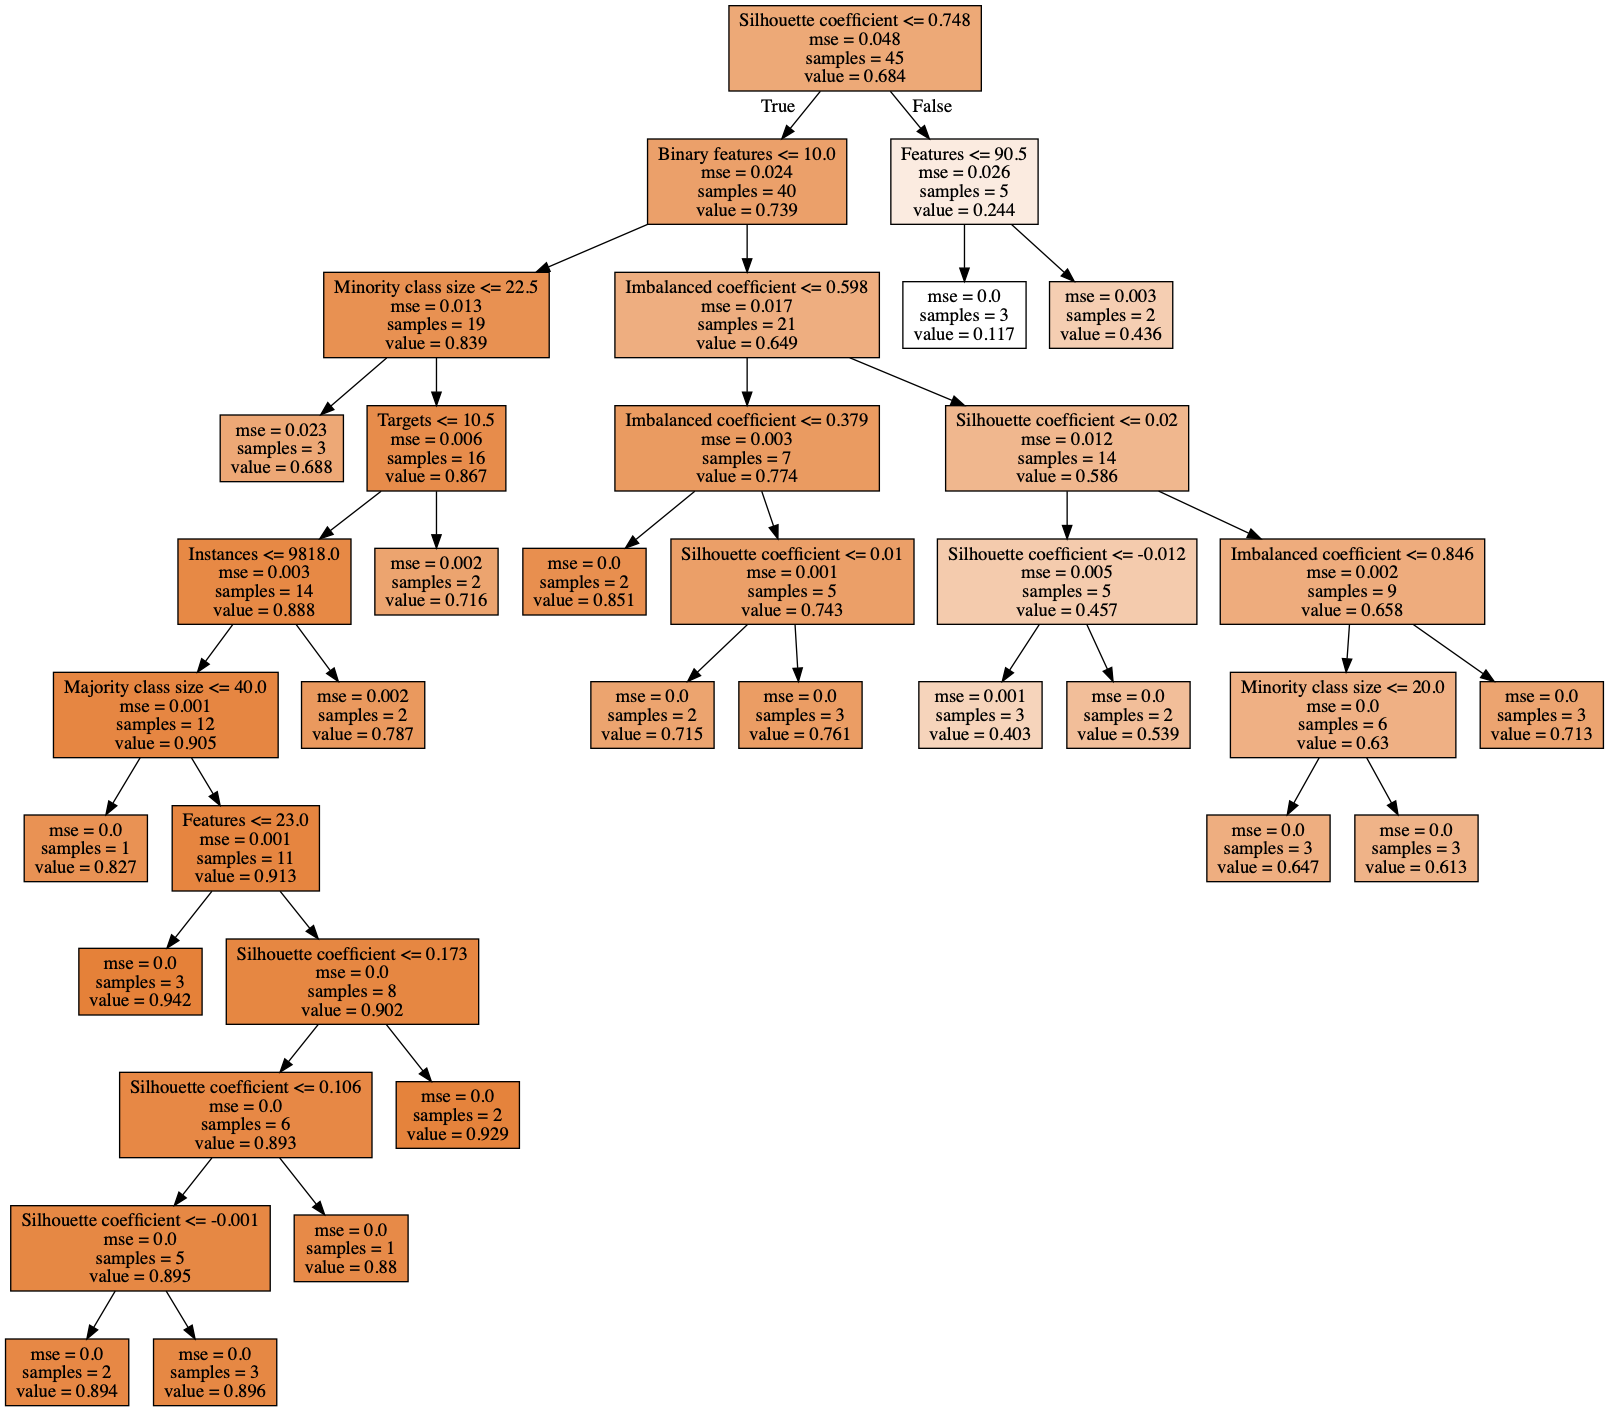 Silhouette coefficient <= 0.748
mse = 0.048
samples = 45
value = 0.684
True
False
Binary features <= 10.0
mse = 0.024
samples = 40
value = 0.739
Features <= 90.5
mse = 0.026
samples = 5
value = 0.244
Minority class size <= 22.5
mse = 0.013
samples = 19
value = 0.839
Imbalanced coefficient <= 0.598
mse = 0.017
samples = 21
value = 0.649
mse = 0.0
samples = 3
value = 0.117
mse = 0.003
samples = 2
value = 0.436
mse = 0.023
samples = 3
value = 0.688
Targets <= 10.5
mse = 0.006
samples = 16
value = 0.867
Imbalanced coefficient <= 0.379
mse = 0.003
samples = 7
value = 0.774
Silhouette coefficient <= 0.02
mse = 0.012
samples = 14
value = 0.586
Instances <= 9818.0
mse = 0.003
samples = 14
value = 0.888
mse = 0.002
samples = 2
value = 0.716
mse = 0.0
samples = 2
value = 0.851
Silhouette coefficient <= 0.01
mse = 0.001
samples = 5
value = 0.743
Silhouette coefficient <= -0.012
mse = 0.005
samples = 5
value = 0.457
Imbalanced coefficient <= 0.846
mse = 0.002
samples = 9
value = 0.658
Majority class size <= 40.0
mse = 0.001
samples = 12
value = 0.905
mse = 0.002
samples = 2
value = 0.787
mse = 0.0
samples = 2
value = 0.715
mse = 0.0
samples = 3
value = 0.761
mse = 0.001
samples = 3
value = 0.403
mse = 0.0
samples = 2
value = 0.539
Minority class size <= 20.0
mse = 0.0
samples = 6
value = 0.63
mse = 0.0
samples = 3
value = 0.713
mse = 0.0
samples = 1
value = 0.827
Features <= 23.0
mse = 0.001
samples = 11
value = 0.913
mse = 0.0
samples = 3
value = 0.647
mse = 0.0
samples = 3
value = 0.613
mse = 0.0
samples = 3
value = 0.942
Silhouette coefficient <= 0.173
mse = 0.0
samples = 8
value = 0.902
Silhouette coefficient <= 0.106
mse = 0.0
samples = 6
value = 0.893
mse = 0.0
samples = 2
value = 0.929
Silhouette coefficient <= -0.001
mse = 0.0
samples = 5
value = 0.895
mse = 0.0
samples = 1
value = 0.88
mse = 0.0
samples = 2
value = 0.894
mse = 0.0
samples = 3
value = 0.896